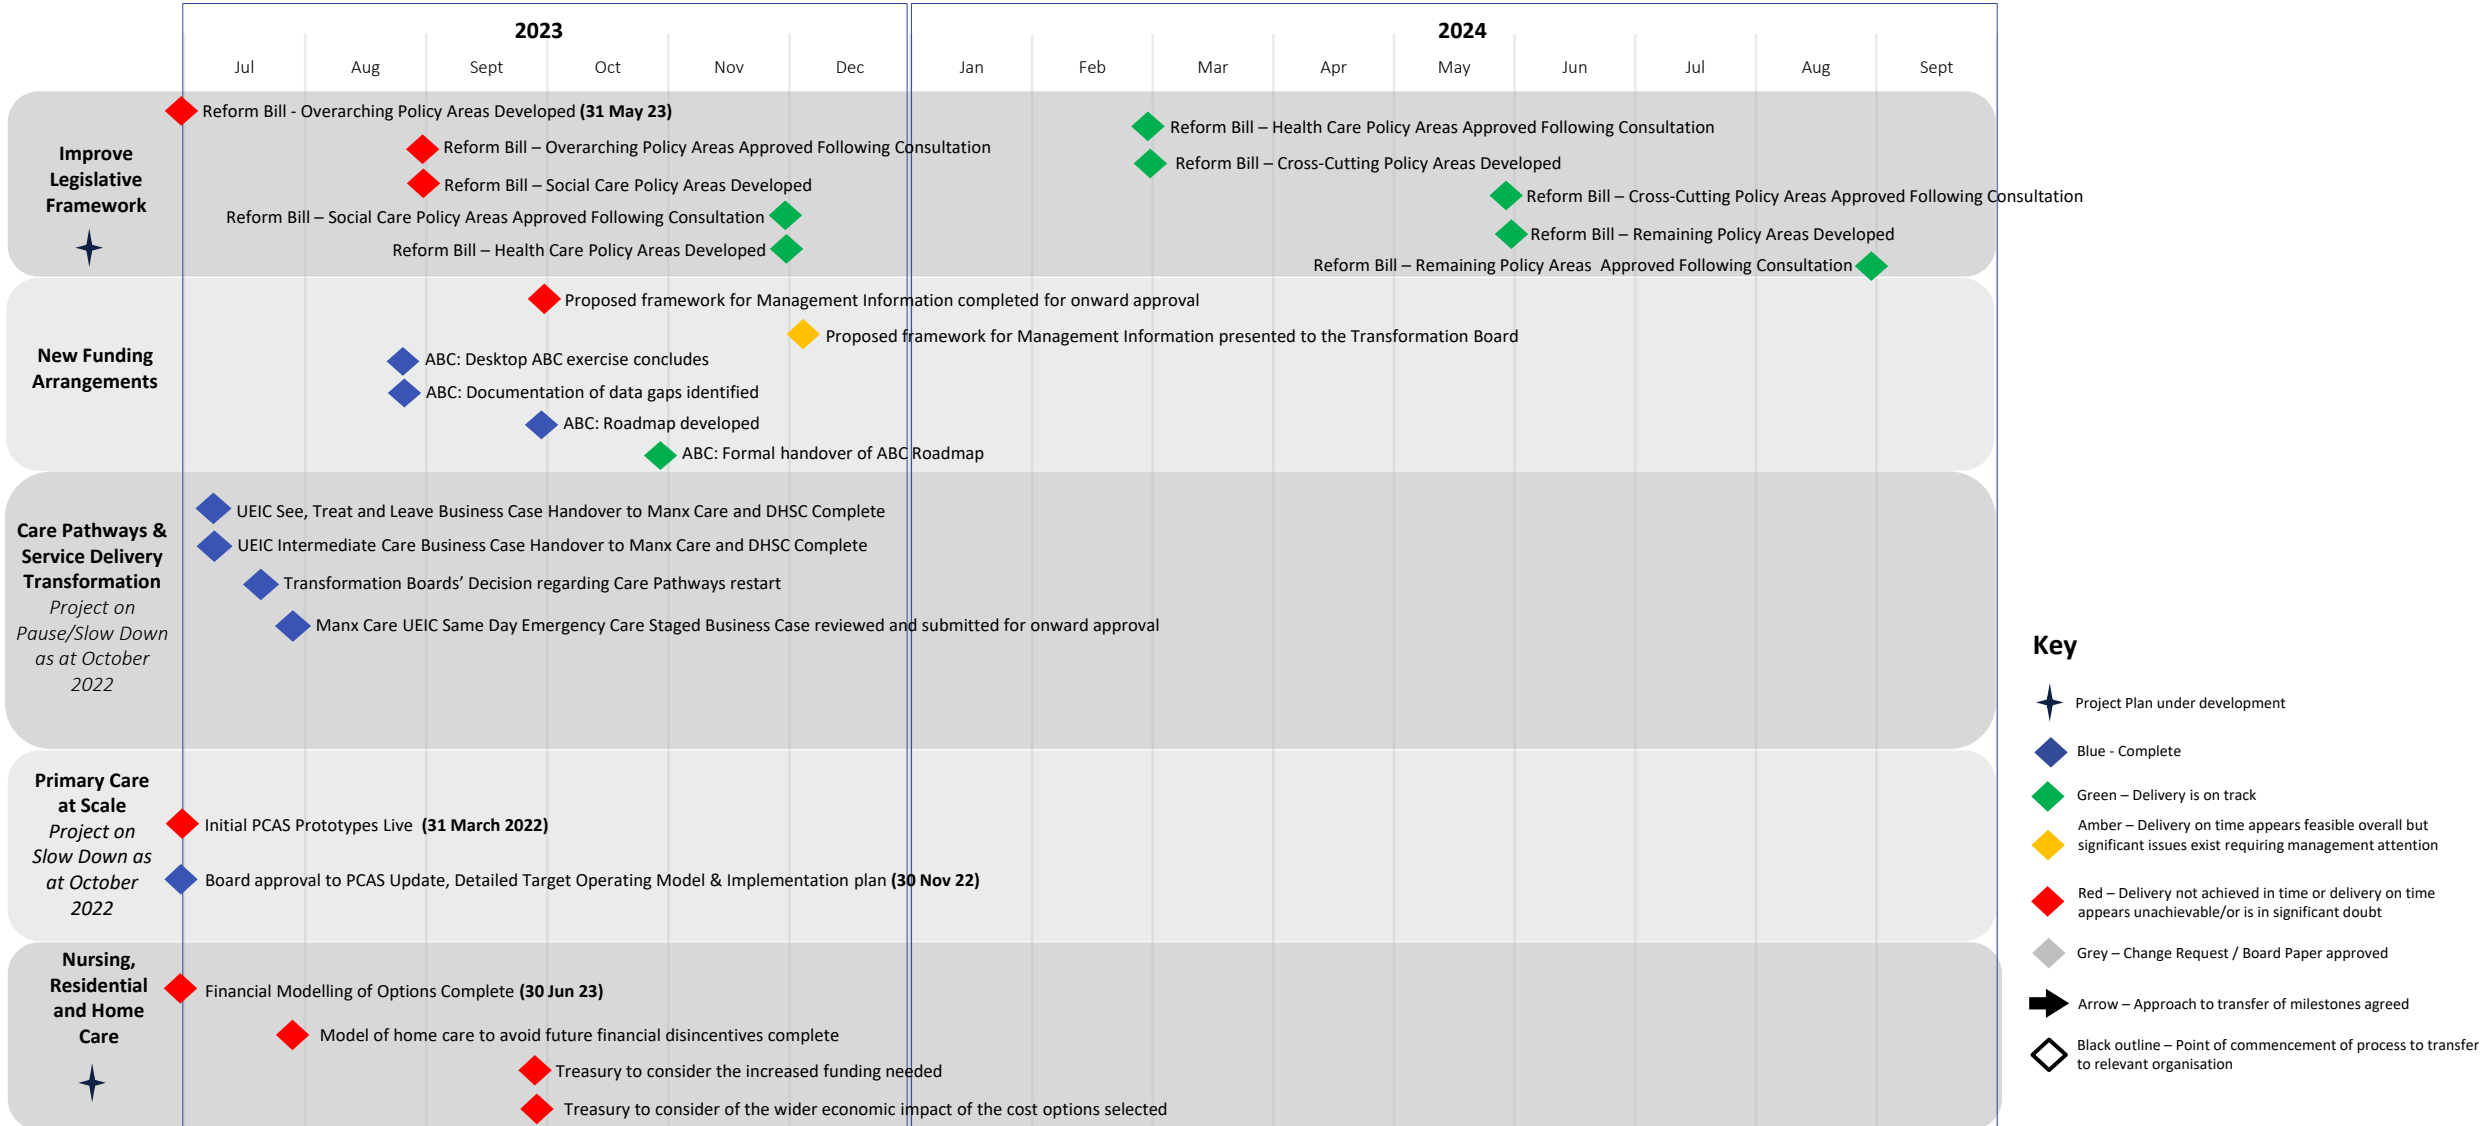 2023
2024
Jul
Aug
Sept
Oct
Nov
Dec
Jan
Feb
Mar
Apr
May
Jun
Jul
Aug
Sept
Improve
Legislative
Framework
Reform Bill - Overarching Policy Areas Developed (31 May 23)
Reform Bill – Overarching Policy Areas Approved Following Consultation
Reform Bill – Social Care Policy Areas Developed
Reform Bill – Social Care Policy Areas Approved Following Consultation
Reform Bill – Health Care Policy Areas Developed
Reform Bill – Health Care Policy Areas Approved Following Consultation
Reform Bill – Cross-Cutting Policy Areas Developed
Reform Bill – Cross-Cutting Policy Areas Approved Following Consultation
Reform Bill – Remaining Policy Areas Developed
Reform Bill – Remaining Policy Areas Approved Following Consultation
New Funding
Arrangements
Proposed framework for Management Information completed for onward approval
Proposed framework for Management Information presented to the Transformation Board
ABC: Desktop ABC exercise concludes
ABC: Documentation of data gaps identified
ABC: Roadmap developed
ABC: Formal handover of ABC Roadmap
Care Pathways &
Service Delivery
Transformation
Project on
Pause/Slow Down
as at October
2022
UEIC See, Treat and Leave Business Case Handover to Manx Care and DHSC Complete
UEIC Intermediate Care Business Case Handover to Manx Care and DHSC Complete
Transformation Boards' Decision regarding Care Pathways restart
Manx Care UEIC Same Day Emergency Care Staged Business Case reviewed and submitted for onward approval
Primary Care
at Scale
Project on
Slow Down as
at October
2022
Initial PCAS Prototypes Live (31 March 2022)
Board approval to PCAS Update, Detailed Target Operating Model & Implementation plan (30 Nov 22)
Nursing,
Residential
and Home
Care
Financial Modelling of Options Complete (30 Jun 23)
Model of home care to avoid future financial disincentives complete
Treasury to consider the increased funding needed
Treasury to consider of the wider economic impact of the cost options selected
Key
Project Plan under development
Blue - Complete
Green – Delivery is on track
Amber – Delivery on time appears feasible overall but
significant issues exist requiring management attention
Red – Delivery not achieved in time or delivery on time
appears unachievable/or is in significant doubt
Grey – Change Request / Board Paper approved
Arrow – Approach to transfer of milestones agreed
Black outline – Point of commencement of process to transfer
to relevant organisation